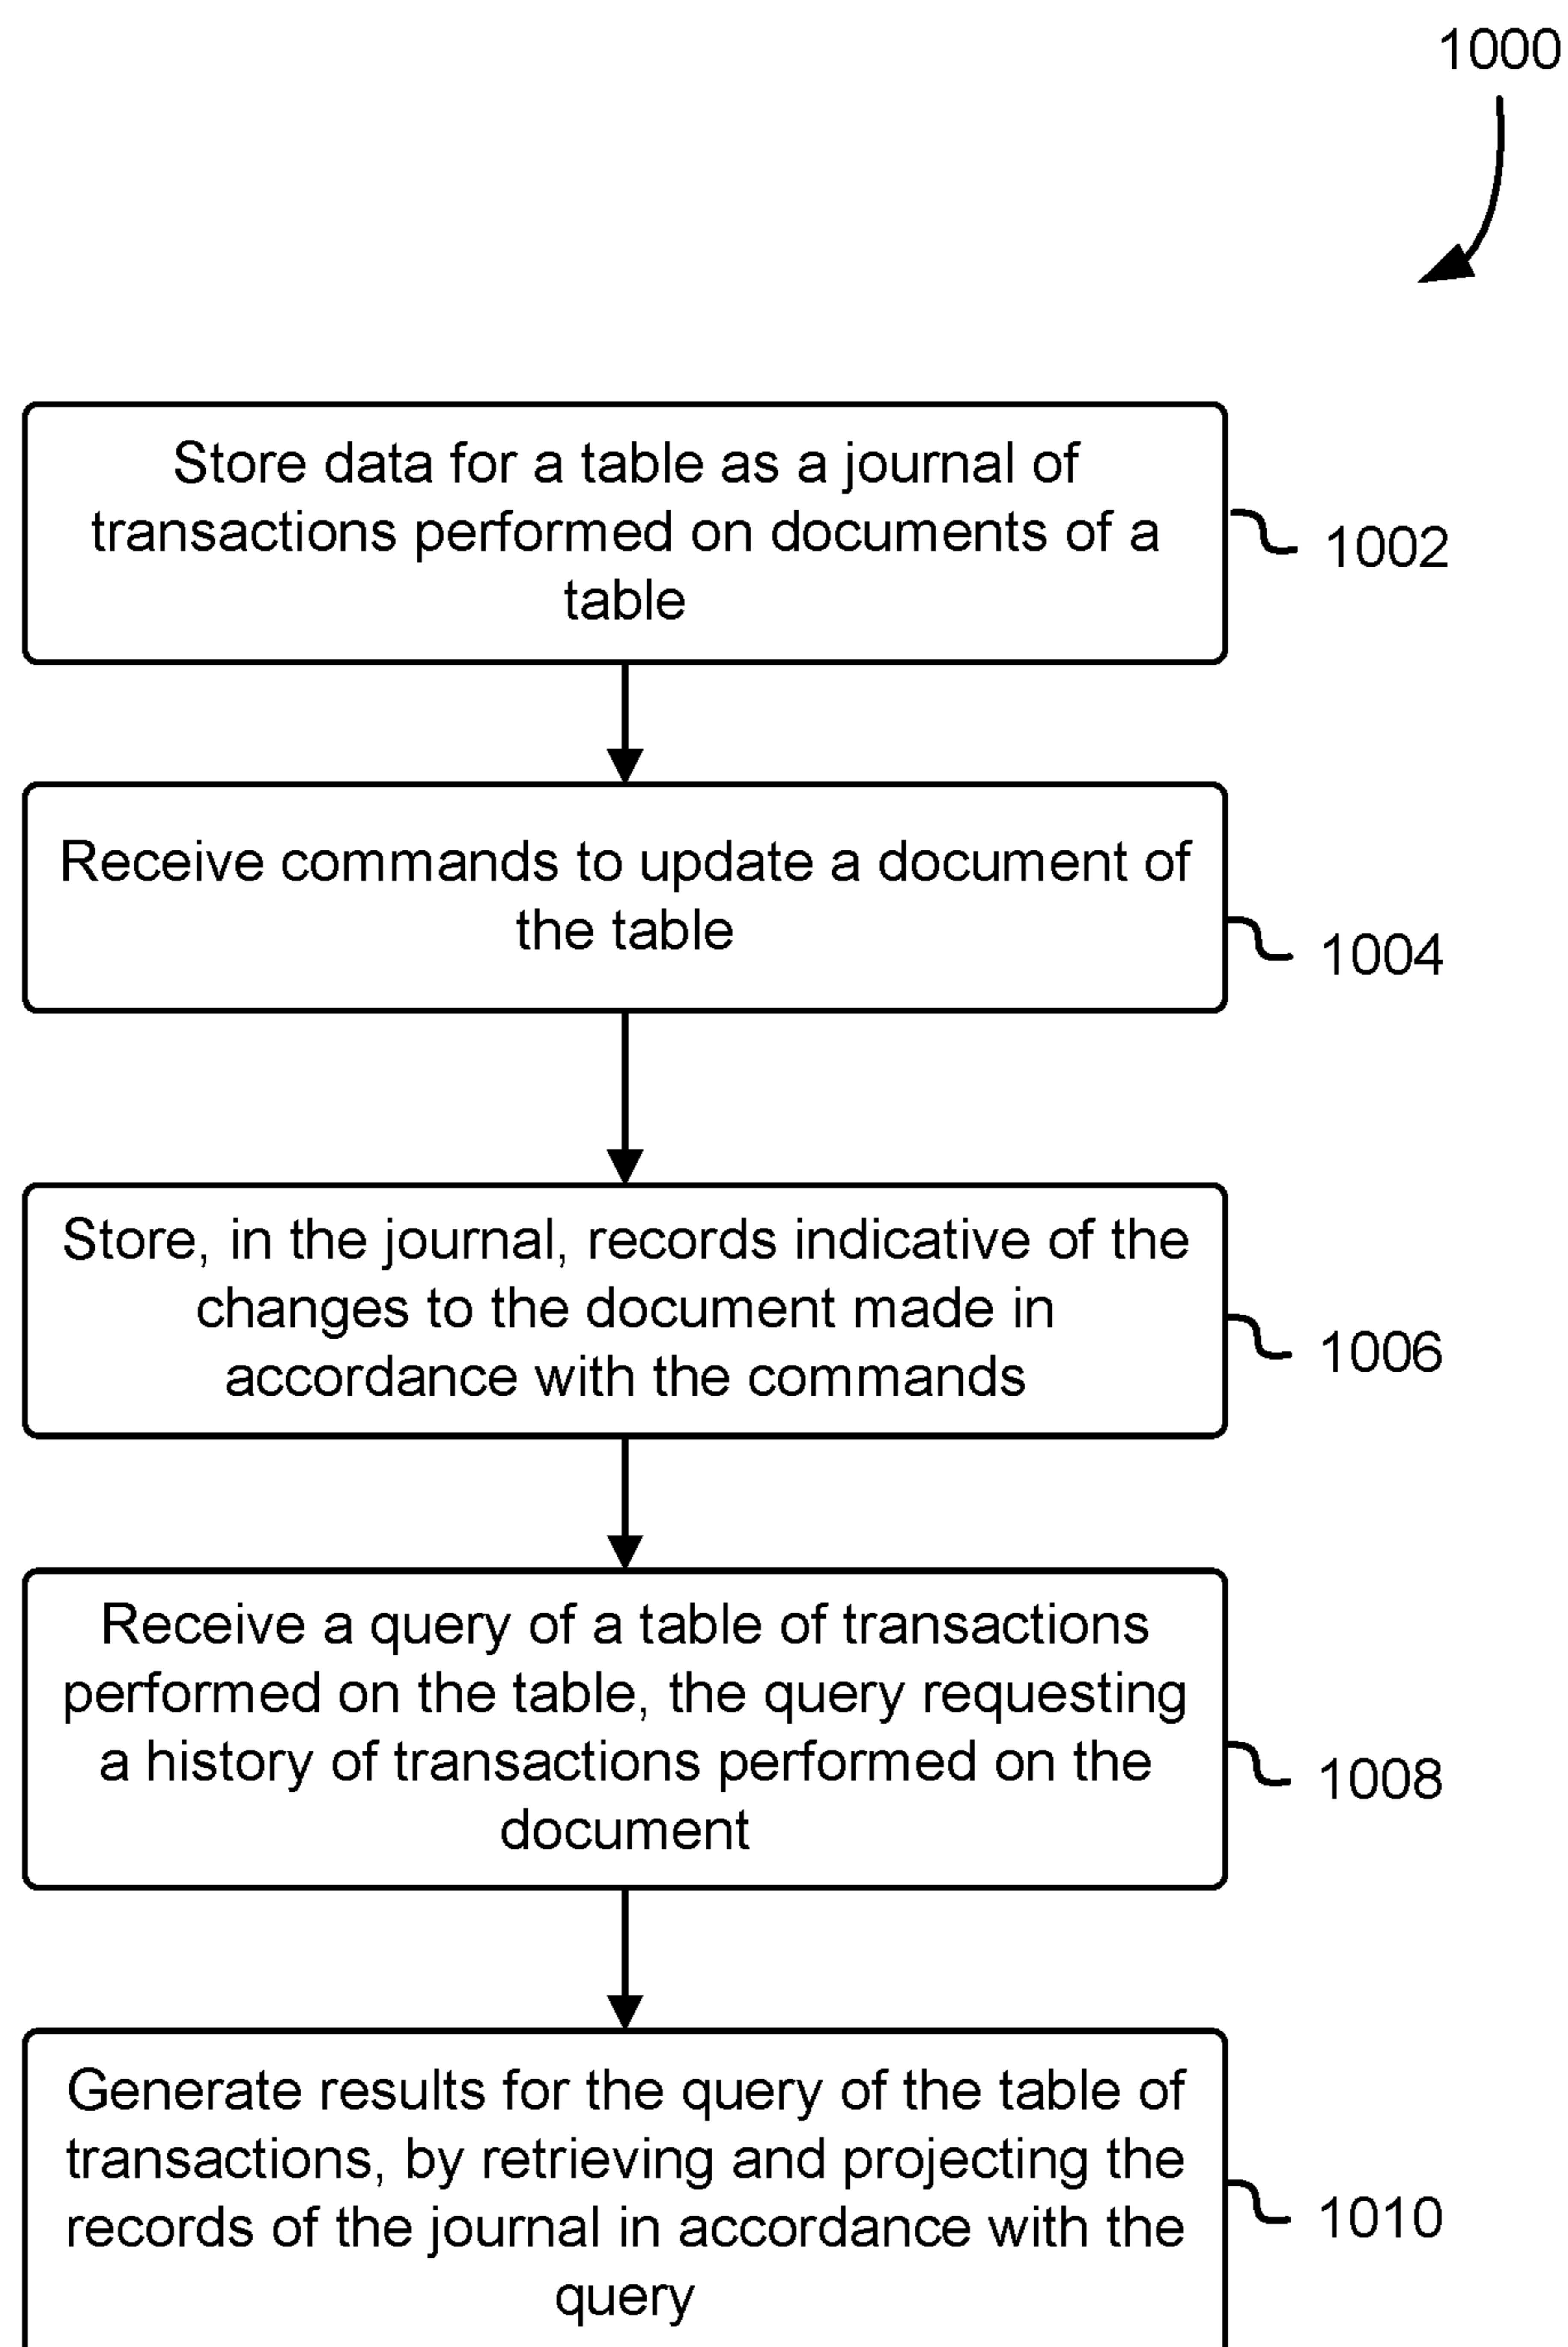 1000
Store data for a table as a journal of
transactions performed on documents of a
table
1002
Receive commands to update a document of
the table
1004
Store, in the journal, records indicative of the
changes to the document made in
accordance with the commands
1006
Receive a query of a table of transactions
performed on the table, the query requesting
a history of transactions performed on the
document
1008
Generate results for the query of the table of
transactions, by retrieving and projecting the
records of the journal in accordance with the
query
1010